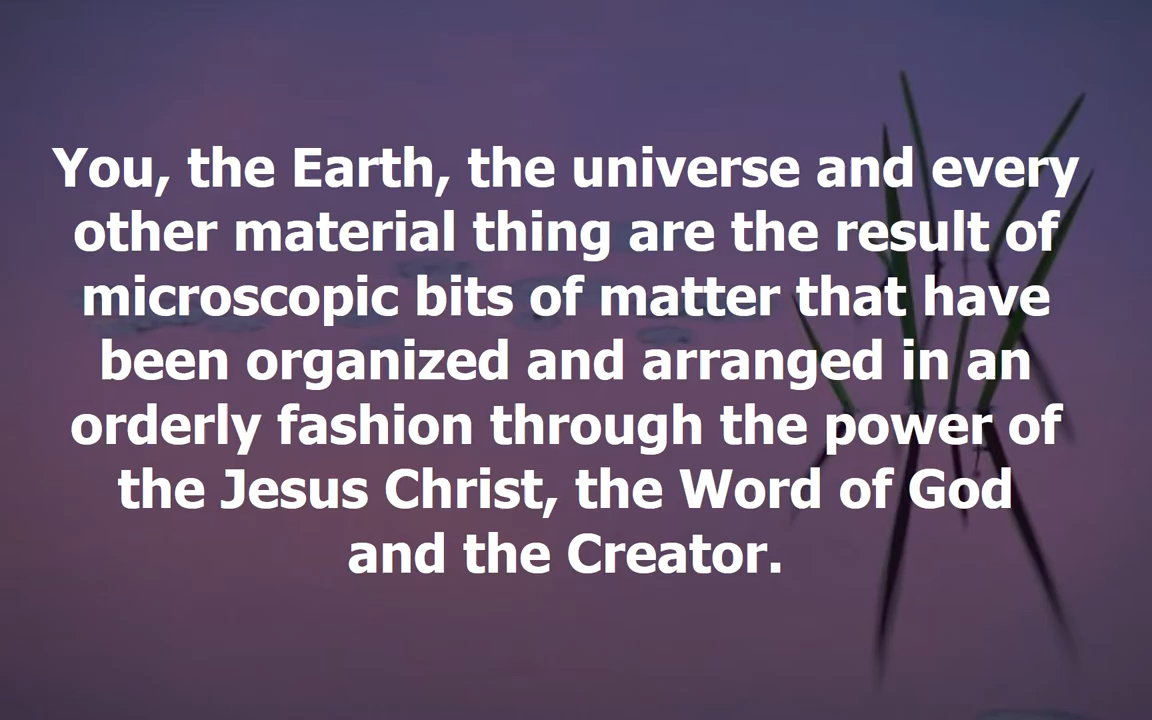 You, the Earth, the universe and every
other material thing are the result of
microscopic bits of matter that have
been organized and arranged in an
orderly fashion through the power of
the Jesus Christ, the Word of God
and the Creator.